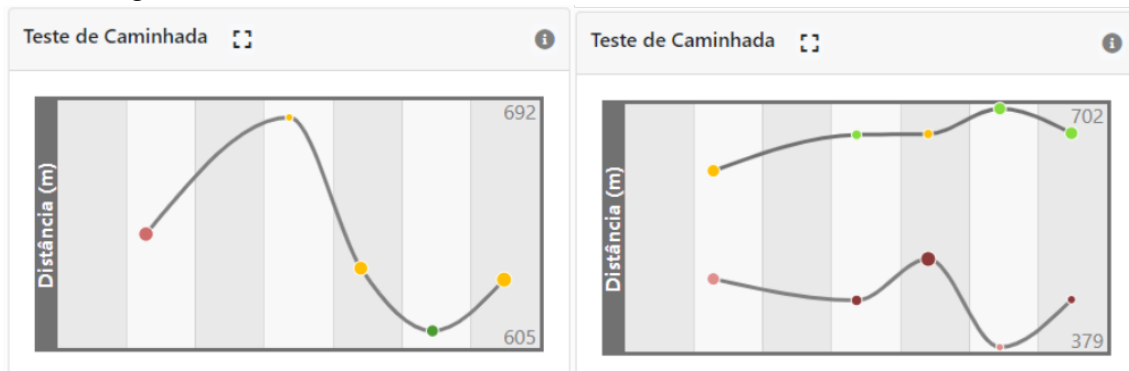 Teste de Caminhada
692
Distância (m)
605
Teste de Caminhada
702
Distância (m)
379